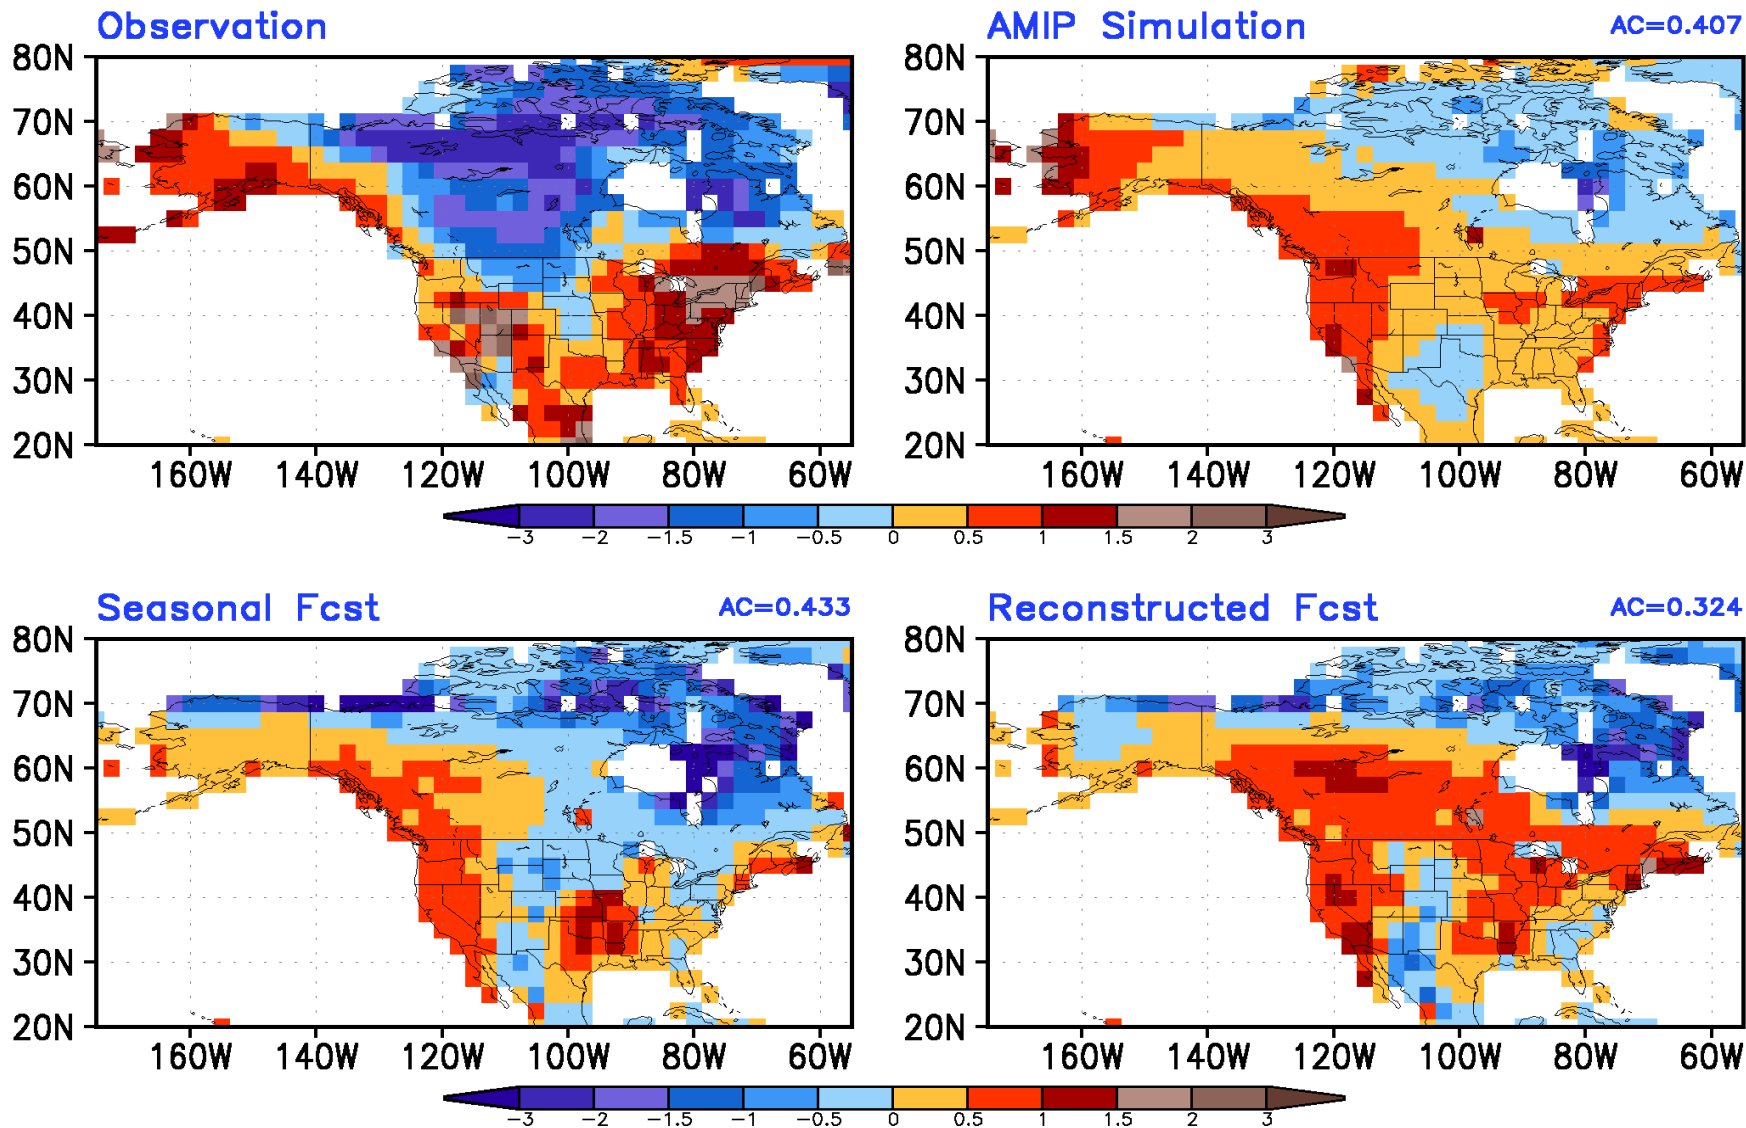 Observation
AMIP Simulation AC=0.407
80N 80N
70N 70N
60N 60N
50N 50N
40N 40N
30N 30N
20N 20N
160W 140W 120W 100W 80W 60W 160W 140W 120W 100W 80W 60W
-3 -2 -1.5 -1 -0.5 0 0.5 1 1.5 2 3
Seasonal Fcst AC=0.433
Reconstructed Fcst AC=0.324
80N 80N
70N 70N
60N 60N
50N 50N
40N 40N
30N 30N
20N 20N
160W 140W 120W 100W 80W 60W 160W 140W 120W 100W 80W 60W
-3 -2 -1.5 -1 -0.5 0 0.5 1 1.5 2 3